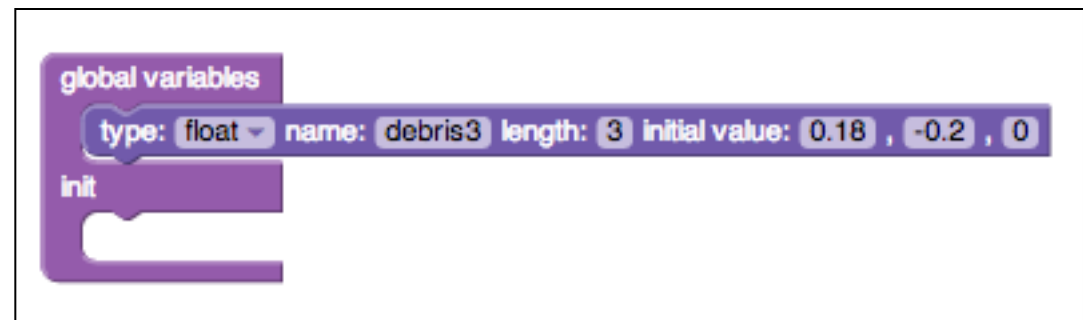 global variables
type: float name: debris3 length: 3 initial value: 0.18 , -0.2 , 0
init